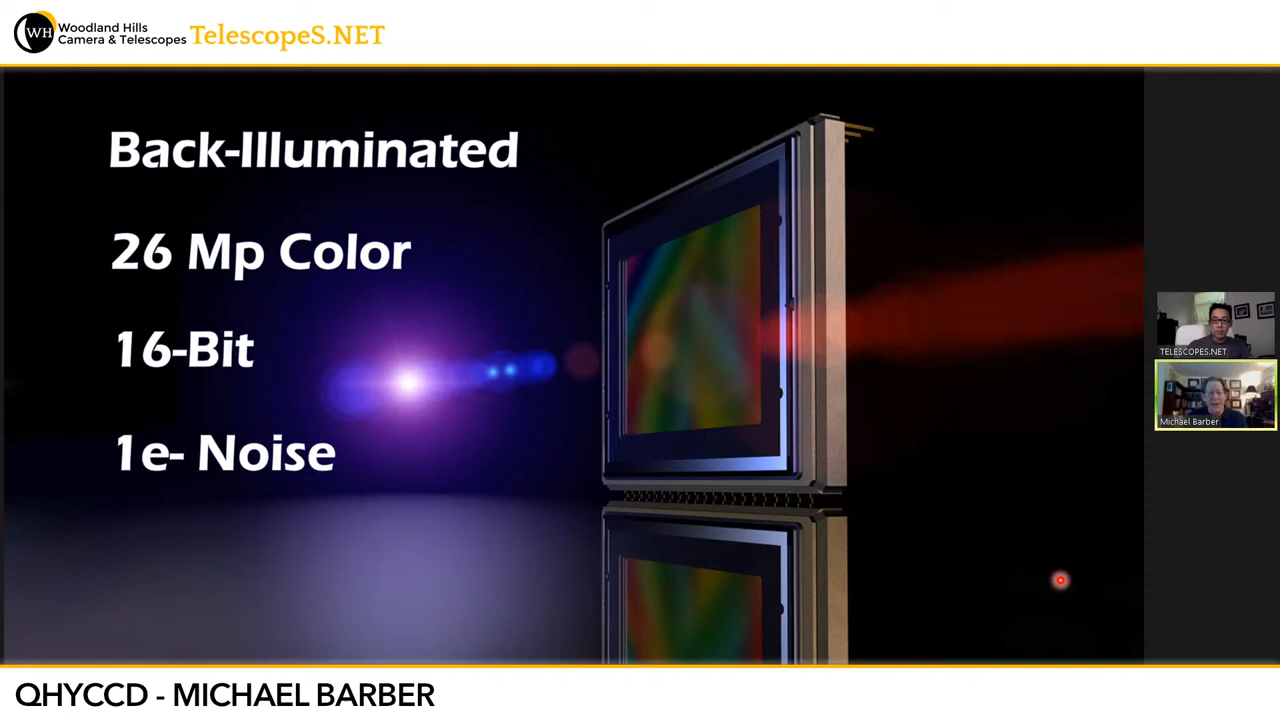 WH
Woodland Hills
Camera & Telescopes
TelescopeS.NET
Back-Illuminated
26 Mp Color
16-Bit
1e- Noise
TELESCOPES.NET
Michael Barber
QHYCCD - MICHAEL BARBER